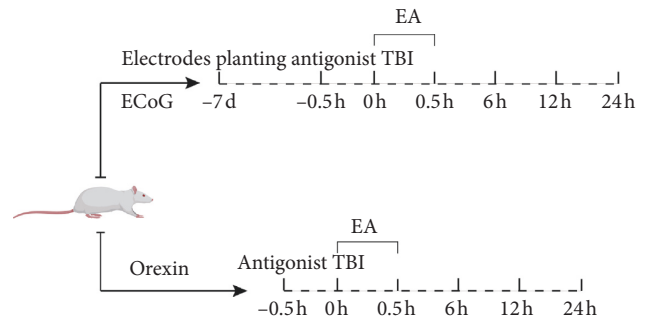 EA
Electrodes planting antigonist TBI
ECoG
–7 d –0.5 h 0 h 0.5 h 6 h 12 h 24 h
EA
Orexin
Antigonist TBI
–0.5 h 0 h 0.5 h 6 h 12 h 24 h